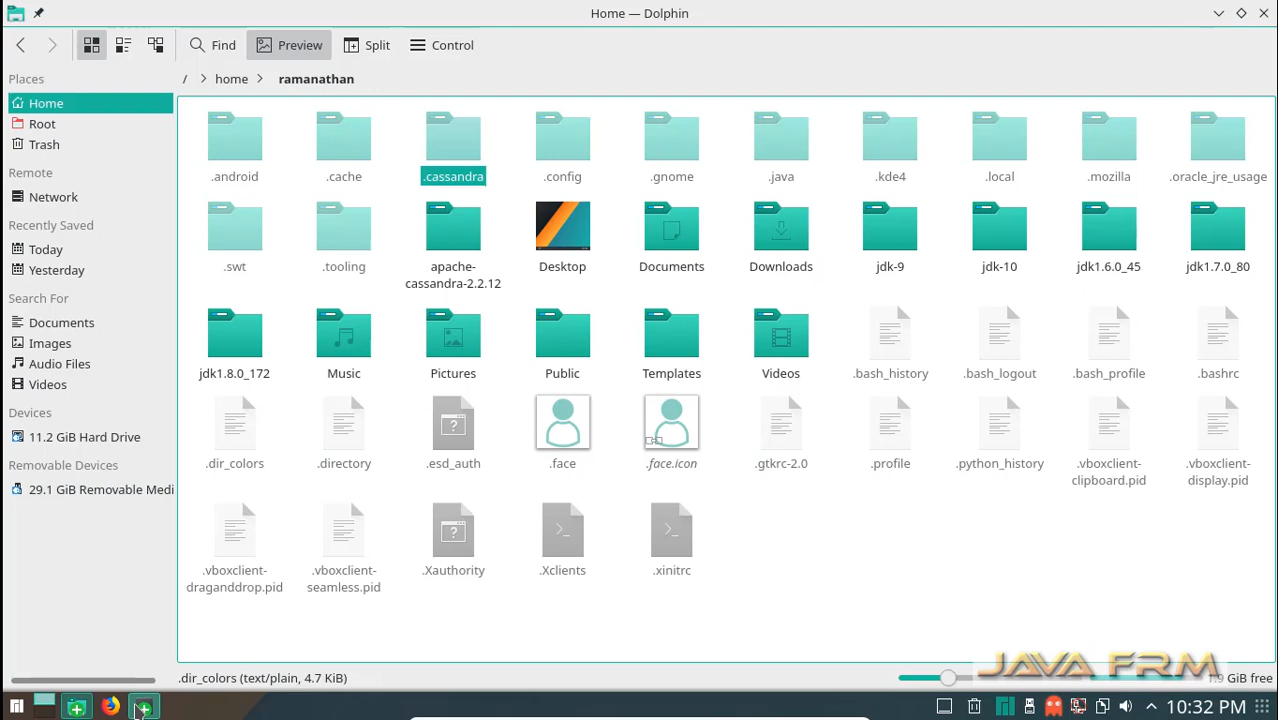 Home — Dolphin
Find
Preview
Split
Control
Places
/ > home > ramanathan
Home
Root
Trash
Remote
Network
Recently Saved
Today
Yesterday
Search For
Documents
Images
Audio Files
Videos
Devices
11.2 GiB Hard Drive
Removable Devices
29.1 GiB Removable Medi
.android
.cache
.cassandra
.config
.gnome
.java
.kde4
.local
.mozilla
.oracle_jre_usage
.swt
.tooling
apache-
cassandra-2.2.12
Desktop
Documents
Downloads
jdk-9
jdk-10
jdk1.6.0_45
jdk1.7.0_80
jdk1.8.0_172
Music
Pictures
Public
Templates
Videos
.bash_history
.bash_logout
.bash_profile
.bashrc
.dir_colors
.directory
.esd_auth
.face
.face.icon
.gtkrc-2.0
.profile
.python_history
.vboxclient-
clipboard.pid
.vboxclient-
display.pid
.vboxclient-
draganddrop.pid
.vboxclient-
seamless.pid
.Xauthority
.Xclients
.xinitrc
.dir_colors (text/plain, 4.7 KiB)
JAVA FRM
GiB free
10:32 PM